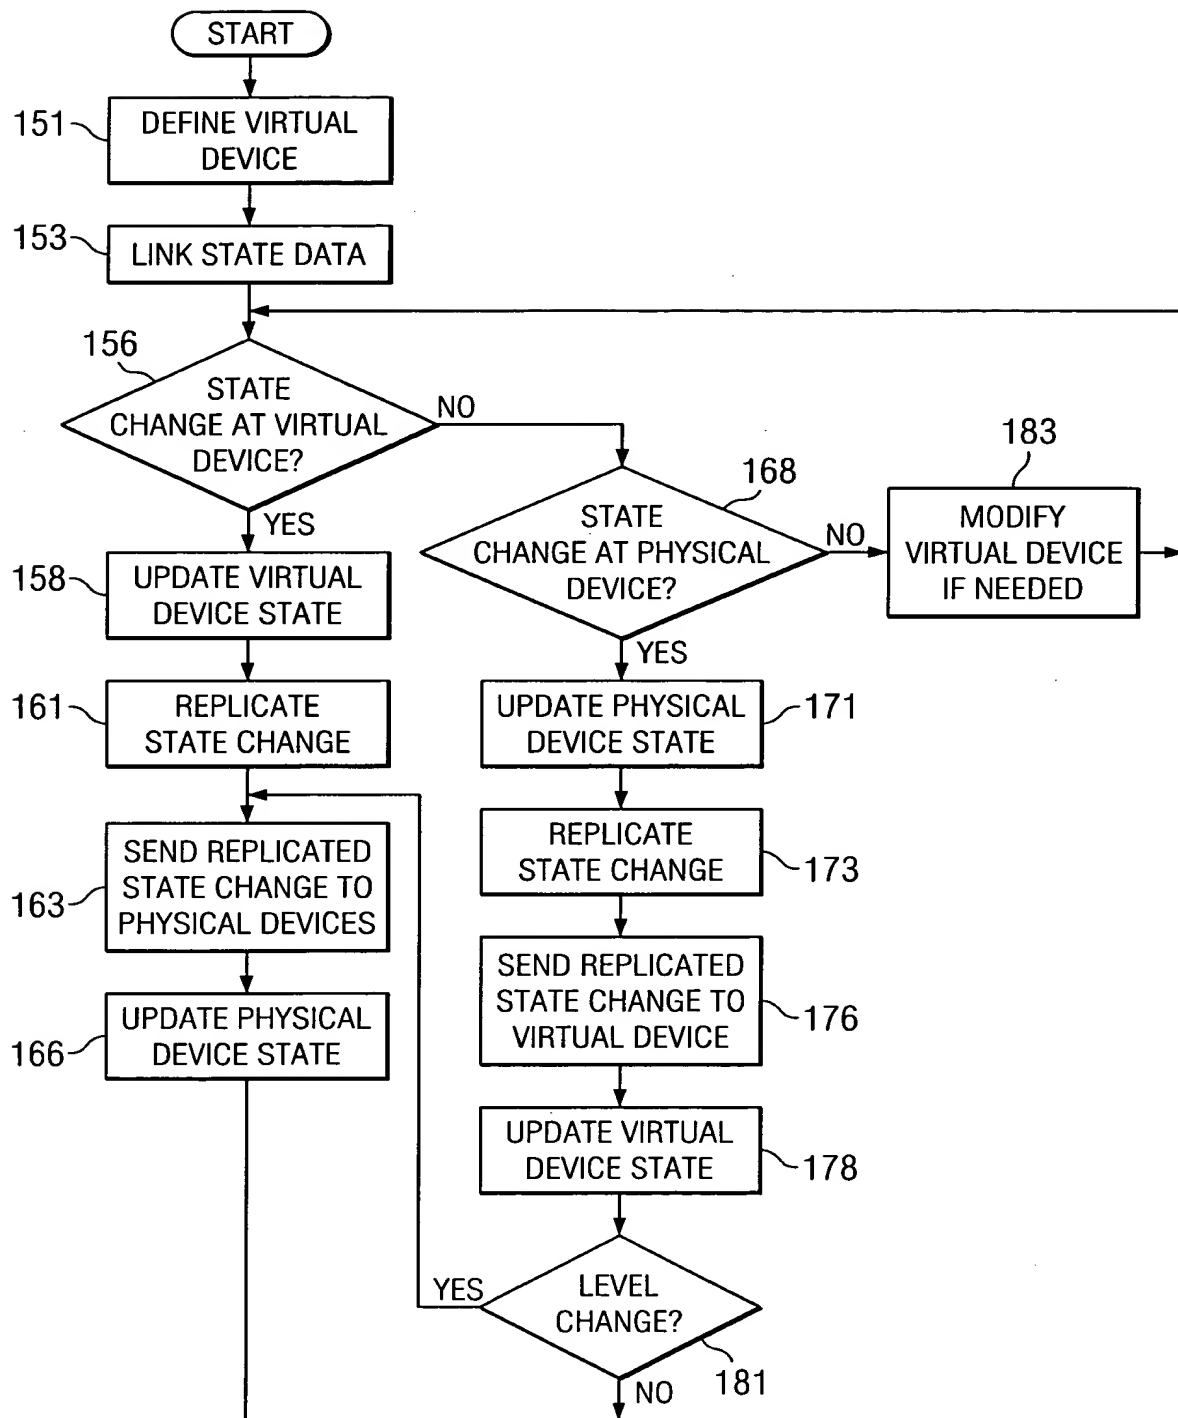 START
151
DEFINE VIRTUAL
DEVICE
153
LINK STATE DATA
156
STATE
CHANGE AT VIRTUAL
DEVICE?
NO
YES
168
STATE
CHANGE AT PHYSICAL
DEVICE?
NO
YES
183
MODIFY
VIRTUAL DEVICE
IF NEEDED
158
UPDATE VIRTUAL
DEVICE STATE
161
REPLICATE
STATE CHANGE
163
SEND REPLICATED
STATE CHANGE TO
PHYSICAL DEVICES
166
UPDATE PHYSICAL
DEVICE STATE
UPDATE PHYSICAL
DEVICE STATE
171
REPLICATE
STATE CHANGE
173
SEND REPLICATED
STATE CHANGE TO
VIRTUAL DEVICE
176
UPDATE VIRTUAL
DEVICE STATE
178
YES
LEVEL
CHANGE?
181
NO